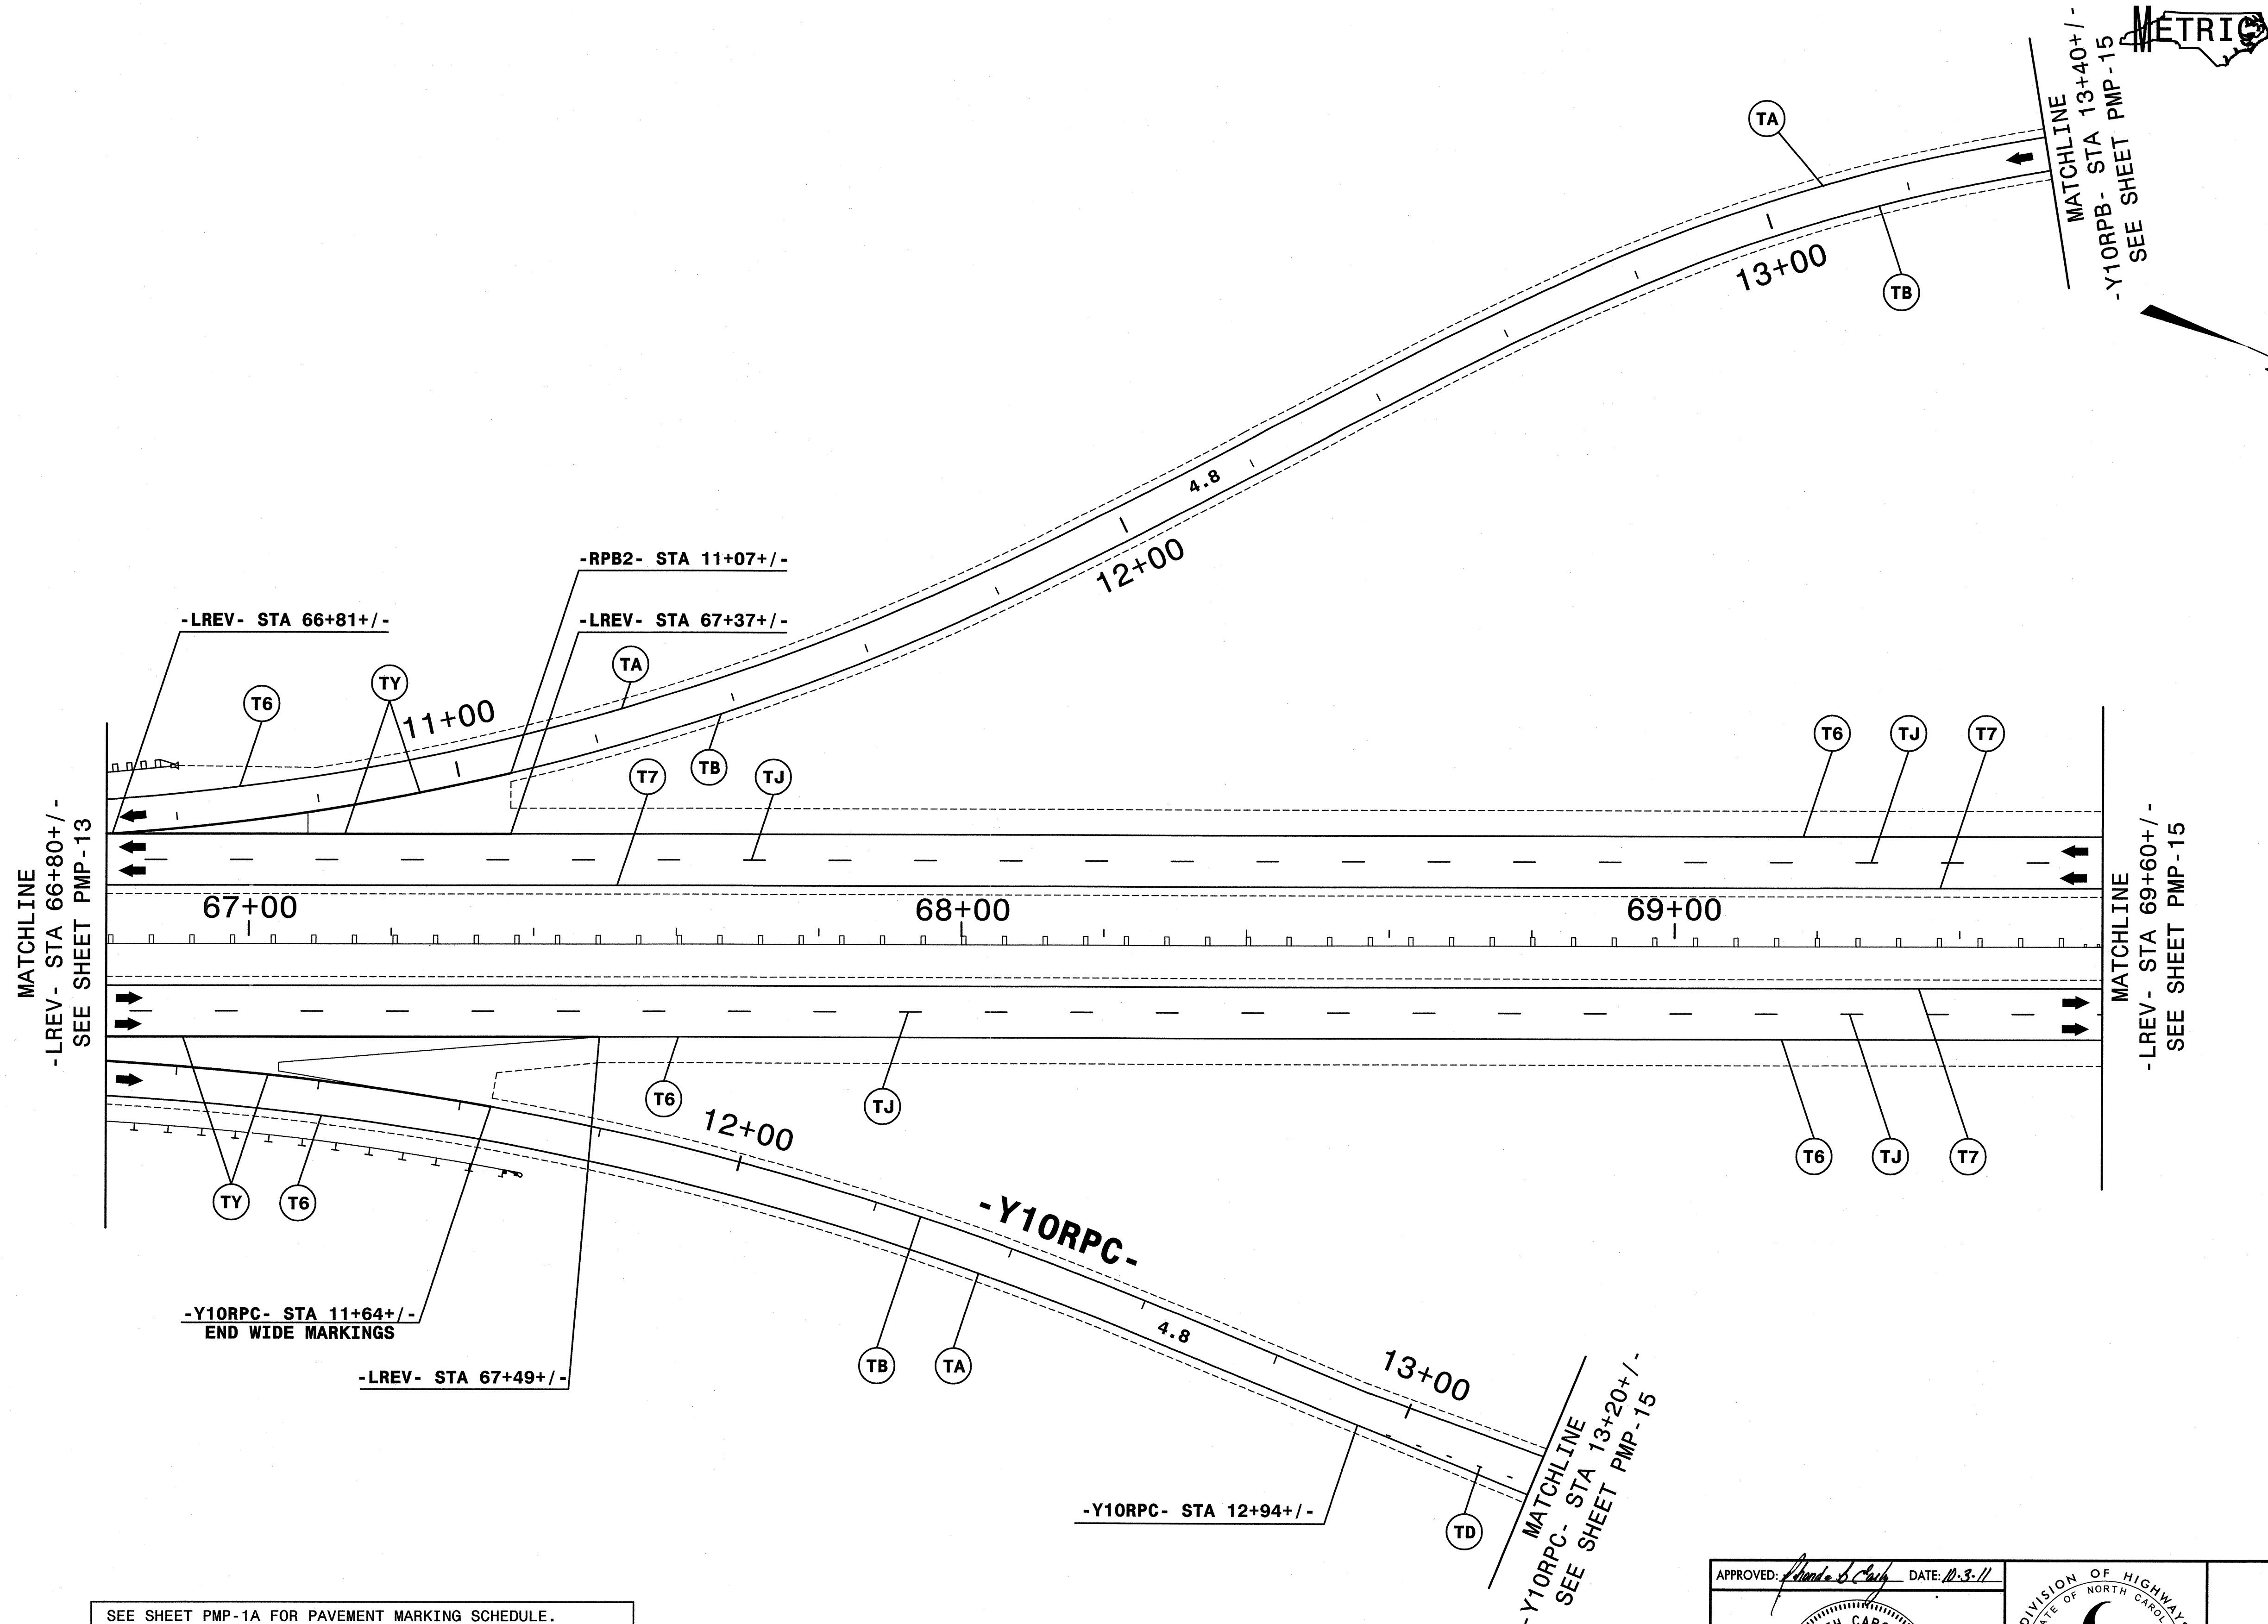 METRIC
MATCHLINE
-Y10RPB- STA 13+40+/-
SEE SHEET PMP-15
TA
13+00
TB
4.8
12+00
-RPB2- STA 11+07+/-
-LREV- STA 66+81+/-
-LREV- STA 67+37+/-
TA
TY
T6
11+00
T6
TJ
T7
TB
T7
TJ
MATCHLINE
-LREV- STA 66+80+/-
SEE SHEET PMP-13
67+00
68+00
69+00
MATCHLINE
-LREV- STA 69+60+/-
SEE SHEET PMP-15
T6
TJ
12+00
T6
TJ
T7
TY
T6
-Y10RPC-
-Y10RPC- STA 11+64+/-
END WIDE MARKINGS
4.8
TB
TA
-LREV- STA 67+49+/-
13+00
MATCHLINE
-Y10RPC- STA 13+20+/-
SEE SHEET PMP-15
-Y10RPC- STA 12+94+/-
TD
APPROVED: DATE: 10-3-11
DIVISION OF HIGHWAYS
STATE OF NORTH CAROL
TH CARO
SEE SHEET PMP-1A FOR PAVEMENT MARKING SCHEDULE.